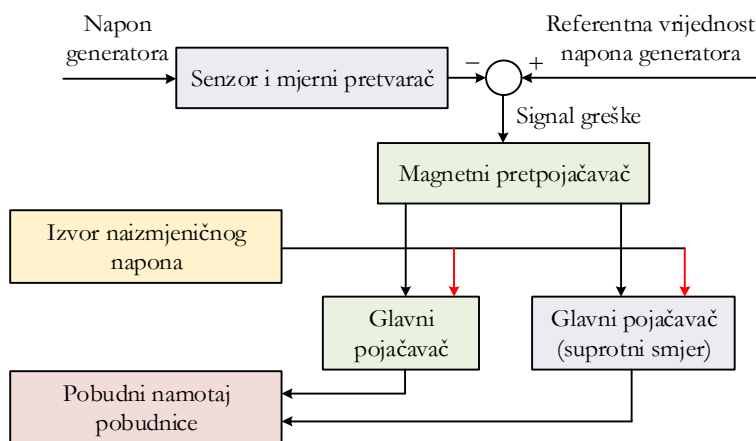 Napon
generatora
Referentna vrijednost
napona generatora
Senzor i mjerni pretvarač
−
+
Signal greške
Magnetni pretpojačavač
Izvor naizmjeničnog
napona
Glavni
pojačavač
Glavni pojačavač
(suprotni smjer)
Pobudni namotaj
pobudnice